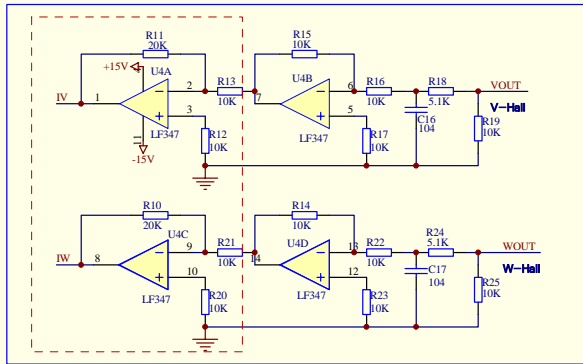 R11
20K
R15
10K
+15V
4
U4A
R13
U4B
R16
R18
VOUT
IV
1
2
10K
7
6
10K
5.1K
V-Hall
3
5
C16
104
R19
10K
LF347
R12
10K
LF347
R17
10K
11
-15V
R10
20K
R14
10K
U4C
R21
U4D
R22
R24
5.1K
WOUT
IW
8
9
10K
14
13
10K
W-Hall
10
12
C17
104
R25
10K
LF347
R20
10K
LF347
R23
10K